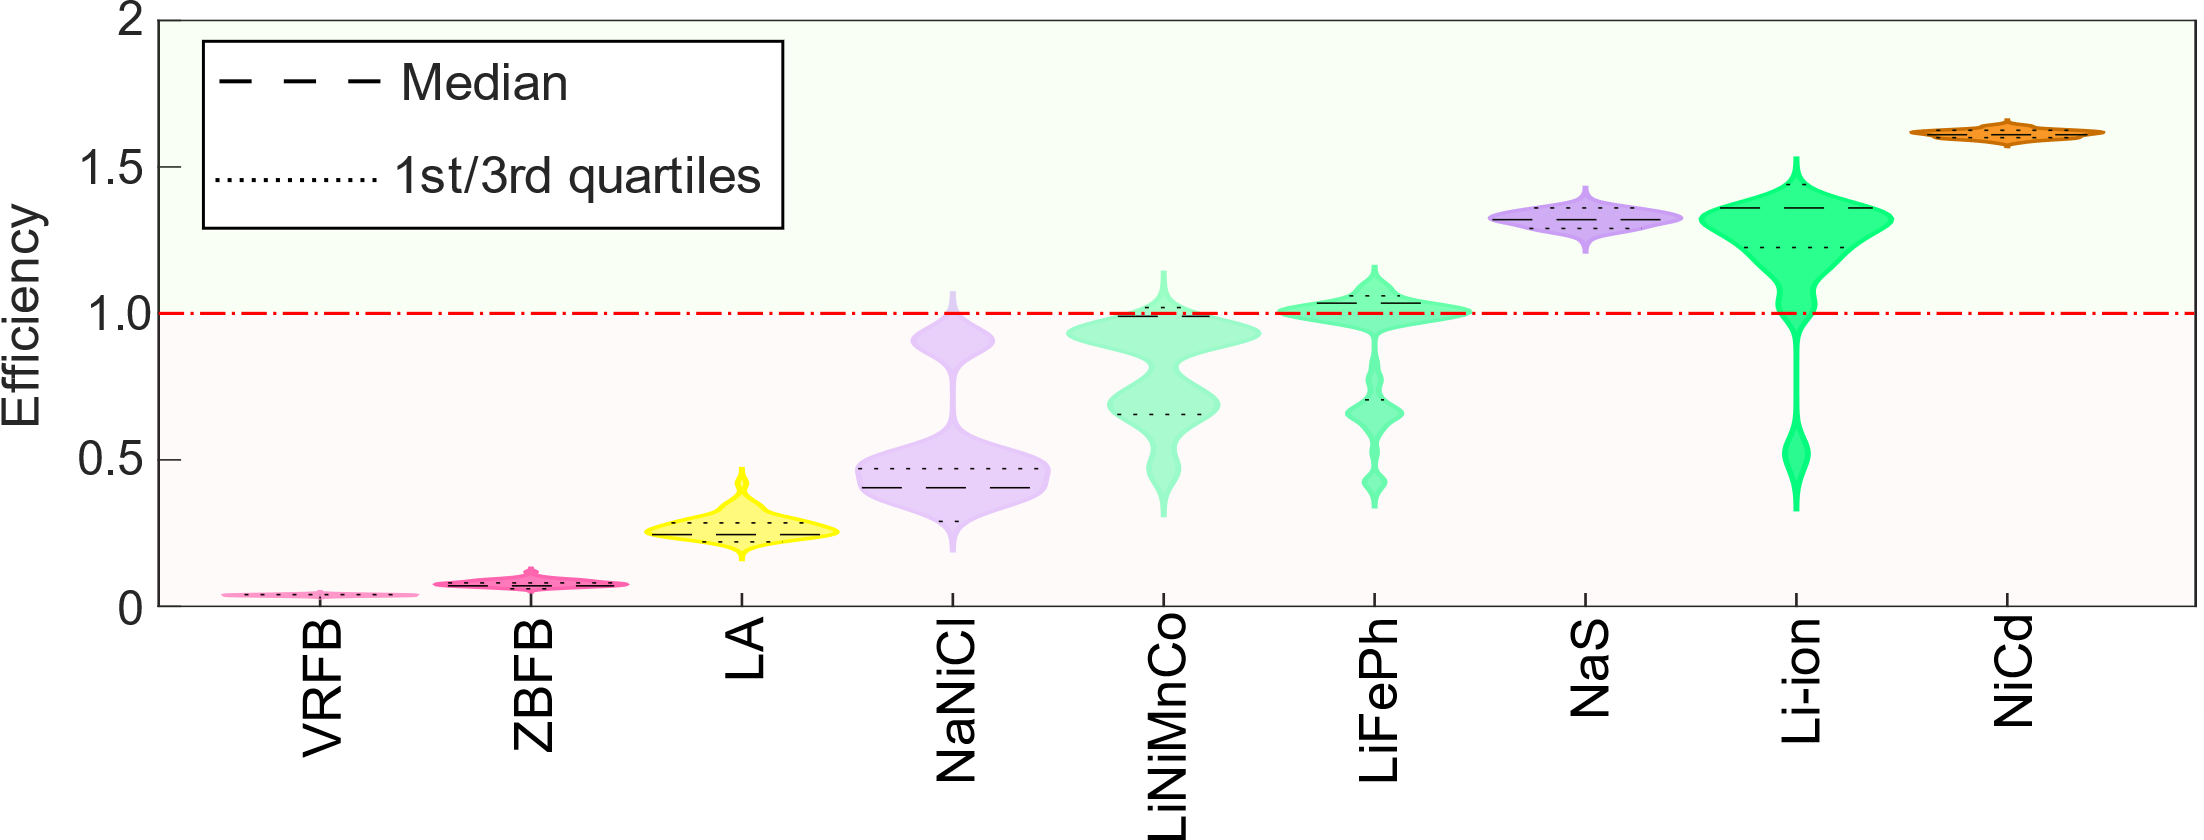 Efficiency
2
1.5
1.0
0.5
0
Median
1st/3rd quartiles
VRFB
ZBFB
LA
NaNiCl
LiNiMnCo
LiFePh
NaS
Li-ion
NiCd